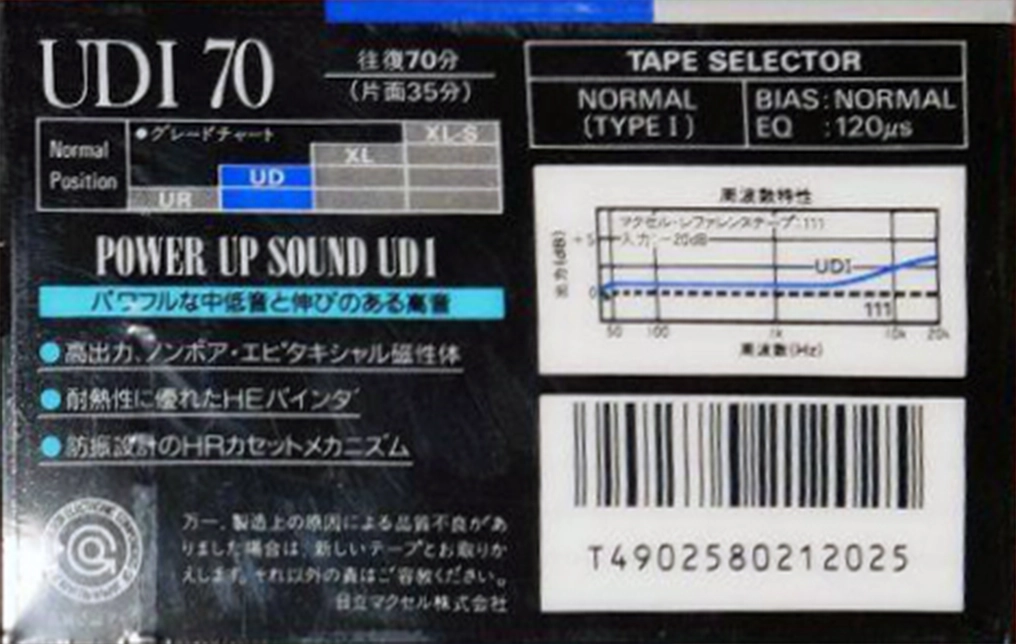 UDI 70
往復70分
(片面35分)
TAPE SELECTOR
NORMAL
(TYPE I)
BIAS:NORMAL
EQ :120μs
Normal
Position
●グレードチャート
XL-S
XL
UD
UR
POWER UP SOUND UDI
パワフルな中低音と伸びのある高音
●高出力、ノンポア・エピタキシャル磁性体
●耐熱性に優れたHEバインダ
●防振設計のHRカセットメカニズム
周波数特性
マクセル・レファレンステープ:111
入力:-20dB
出力(dB)
+5
0
UDI
111
50 100 1k 10k 20k
周波数(Hz)
T4902580212025
万一、製造上の原因による品質不良があ
りました場合は、新しいテープとお取りか
えします。それ以外の責はご容赦ください。
日立マクセル株式会社